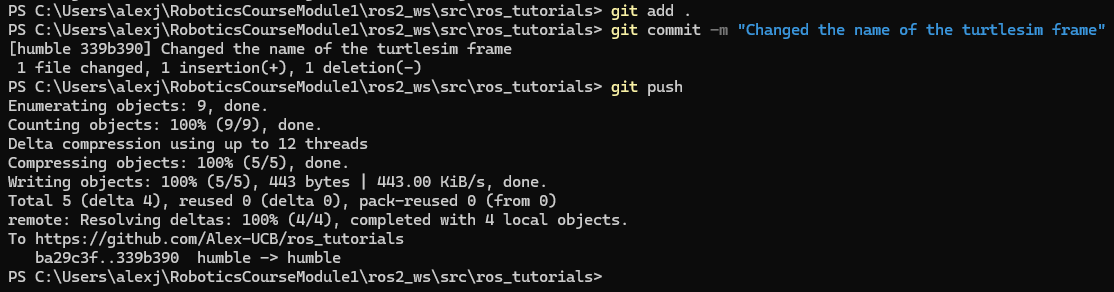 PS C:\Users\alexj\RoboticsCourseModule1\ros2_ws\src\ros_tutorials> git add .
PS C:\Users\alexj\RoboticsCourseModule1\ros2_ws\src\ros_tutorials> git commit -m "Changed the name of the turtlesim frame"
[humble 339b390] Changed the name of the turtlesim frame
 1 file changed, 1 insertion(+), 1 deletion(-)
PS C:\Users\alexj\RoboticsCourseModule1\ros2_ws\src\ros_tutorials> git push
Enumerating objects: 9, done.
Counting objects: 100% (9/9), done.
Delta compression using up to 12 threads
Compressing objects: 100% (5/5), done.
Writing objects: 100% (5/5), 443 bytes | 443.00 KiB/s, done.
Total 5 (delta 4), reused 0 (delta 0), pack-reused 0 (from 0)
remote: Resolving deltas: 100% (4/4), completed with 4 local objects.
To https://github.com/Alex-UCB/ros_tutorials
   ba29c3f..339b390  humble -> humble
PS C:\Users\alexj\RoboticsCourseModule1\ros2_ws\src\ros_tutorials>